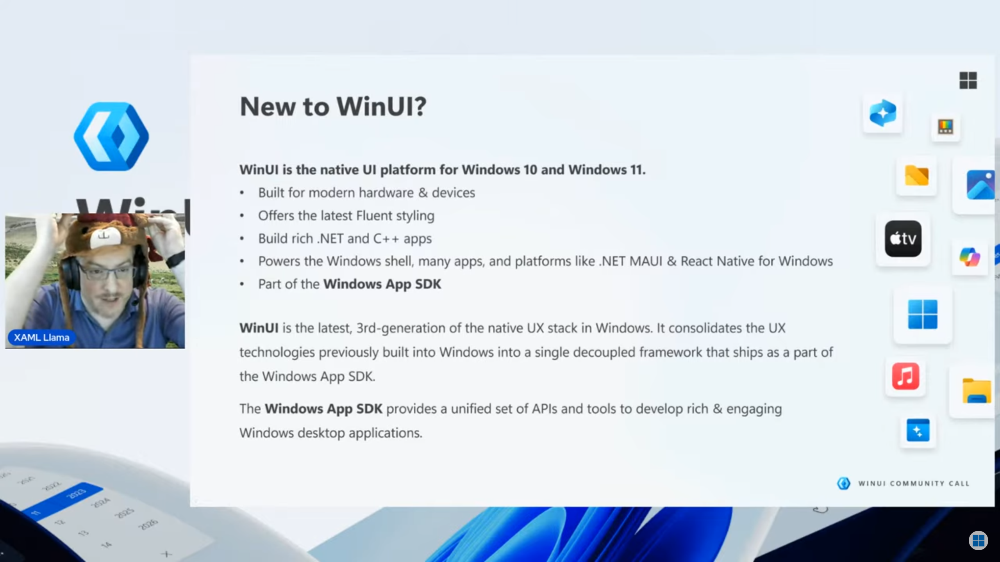 New to WinUI?
WinUI is the native UI platform for Windows 10 and Windows 11.
• Built for modern hardware & devices
• Offers the latest Fluent styling
• Build rich .NET and C++ apps
• Powers the Windows shell, many apps, and platforms like .NET MAUI & React Native for Windows
• Part of the Windows App SDK
WinUI is the latest, 3rd-generation of the native UX stack in Windows. It consolidates the UX
technologies previously built into Windows into a single decoupled framework that ships as a part of
the Windows App SDK.
The Windows App SDK provides a unified set of APIs and tools to develop rich & engaging
Windows desktop applications.
tv
WINUI COMMUNITY CALL
WinU
XAML Llama
2021
2022
11 2023
12 2024
13 2025
14 2026